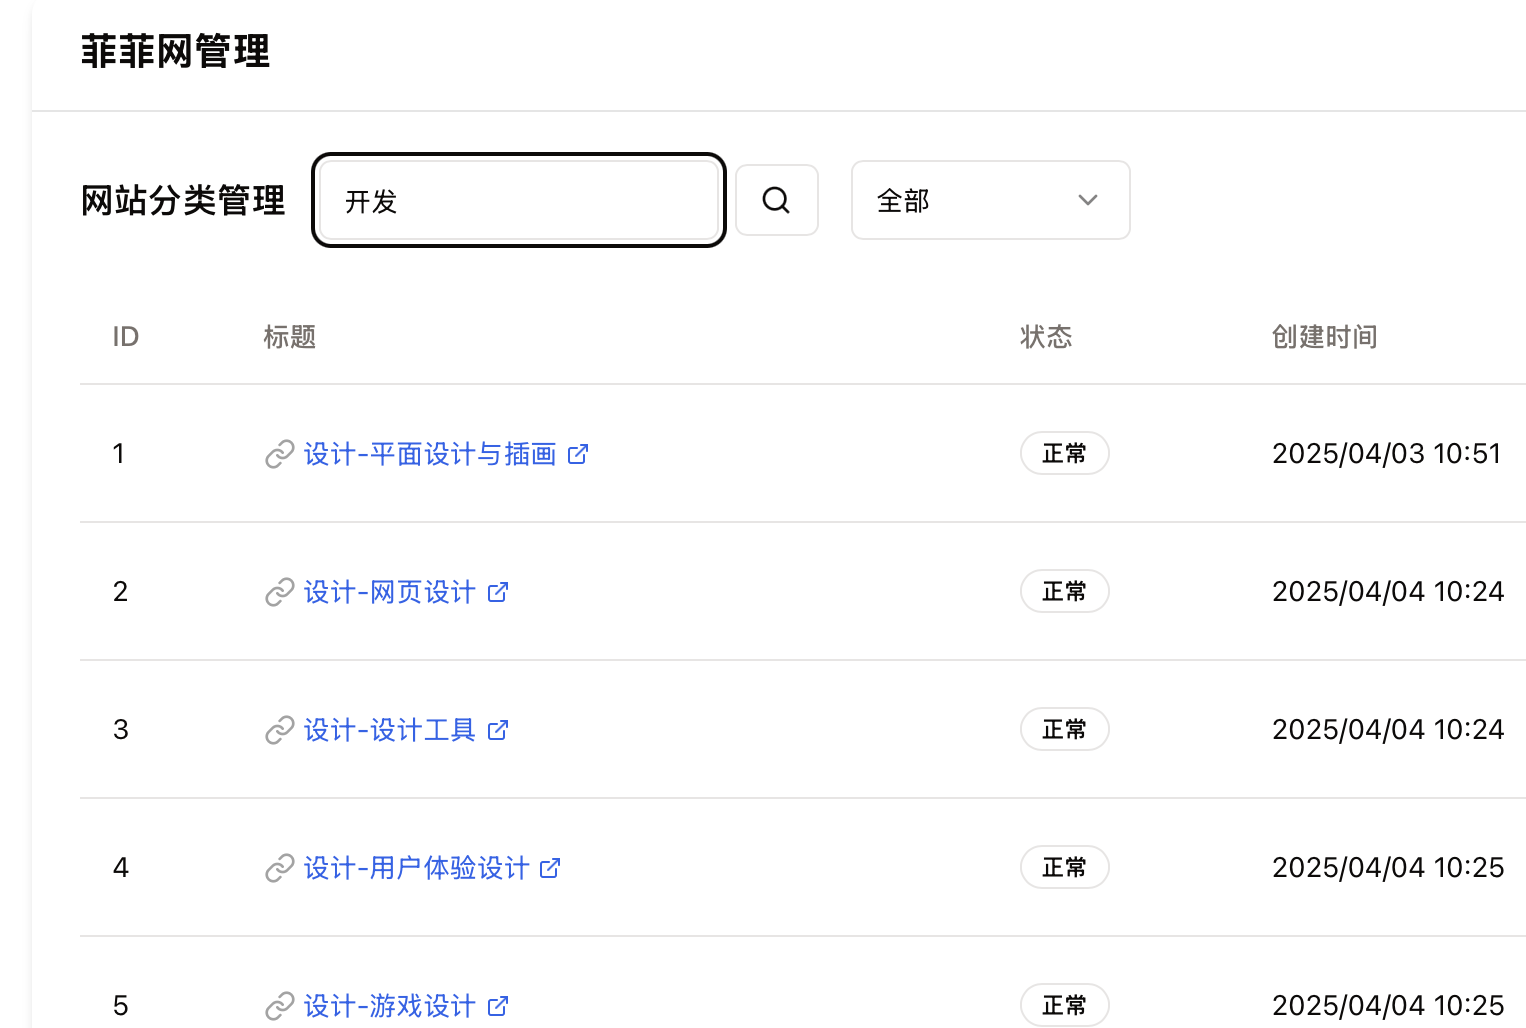 菲菲网管理
网站分类管理 开发 全部
ID 标题 状态 创建时间
1 设计-平面设计与插画 正常 2025/04/03 10:51
2 设计-网页设计 正常 2025/04/04 10:24
3 设计-设计工具 正常 2025/04/04 10:24
4 设计-用户体验设计 正常 2025/04/04 10:25
5 设计-游戏设计 正常 2025/04/04 10:25